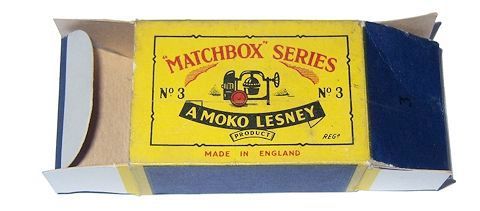 "MATCHBOX" SERIES
Nº 3 Nº 3
A MOKO LESNEY
PRODUCT
REGD
MADE IN ENGLAND
3